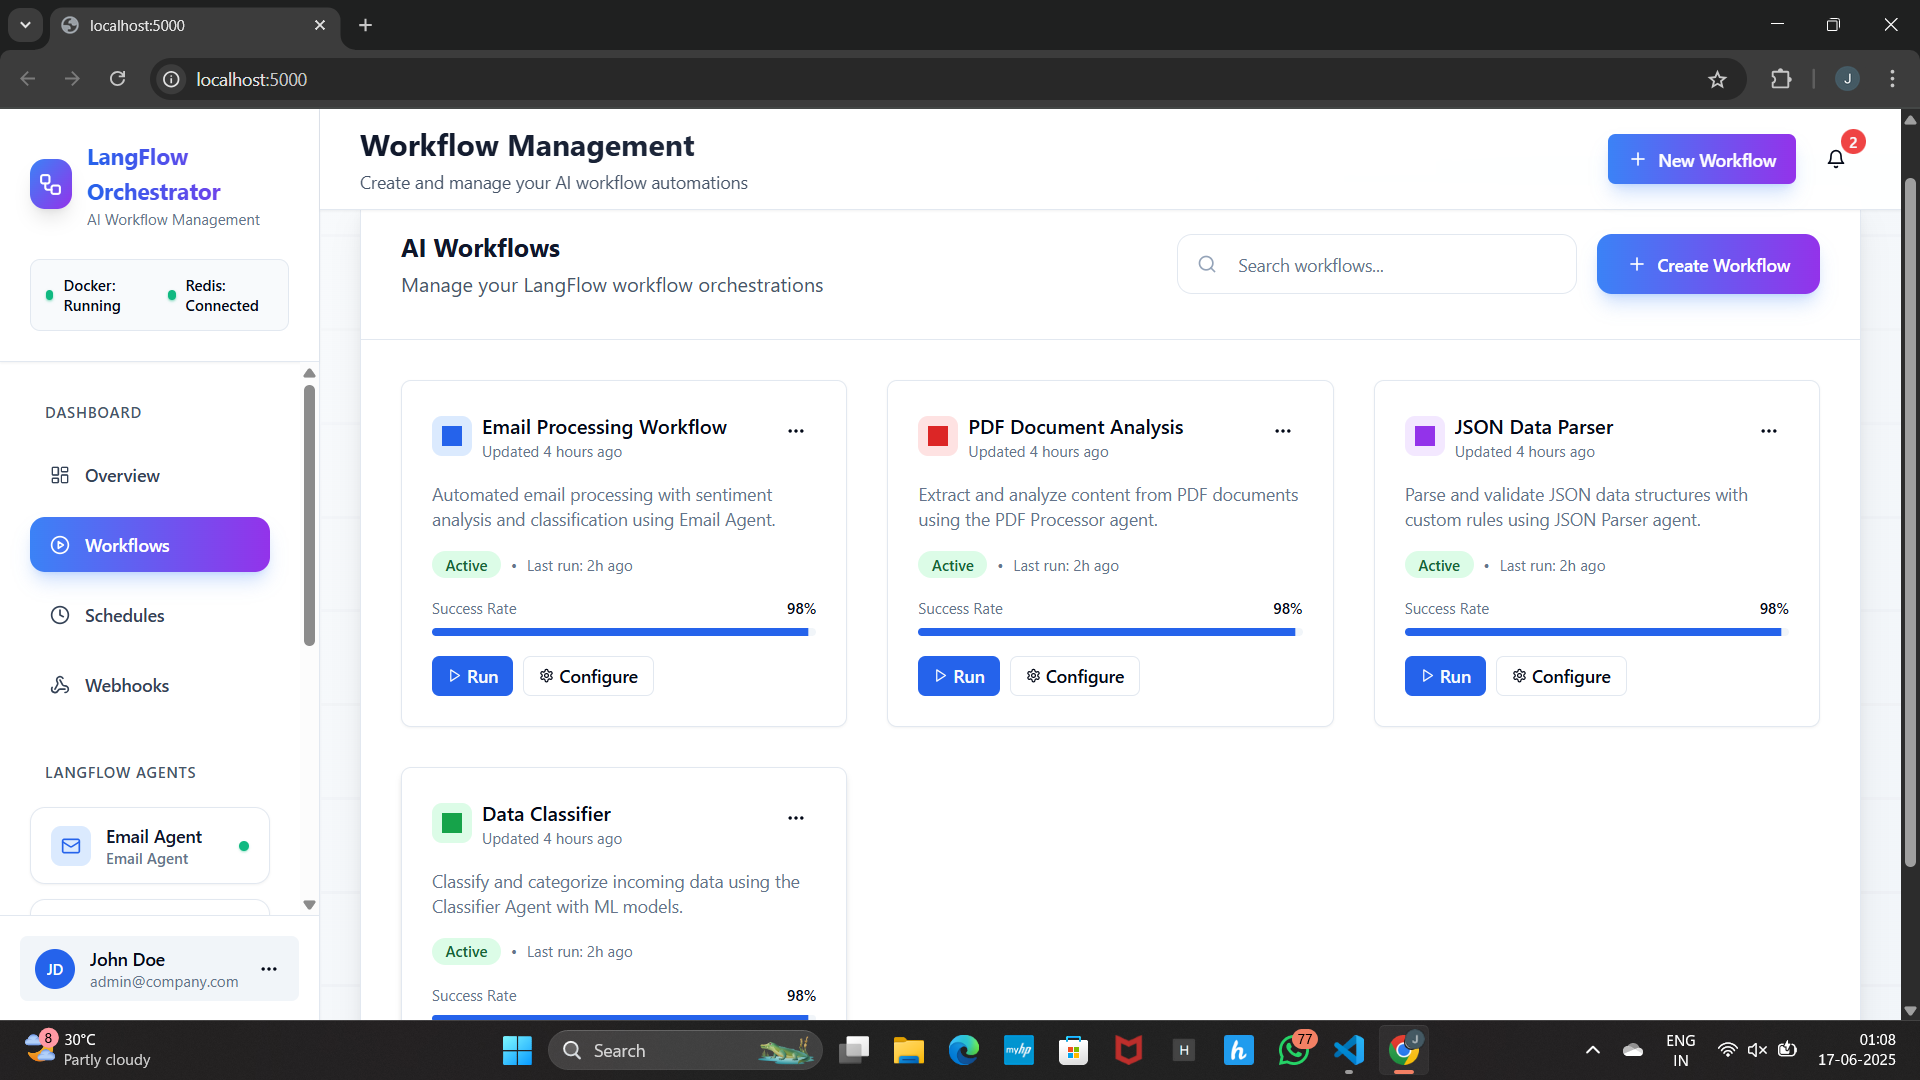 localhost:5000
localhost:5000
J
LangFlow
Orchestrator
AI Workflow Management
Docker:
Running
Redis:
Connected
DASHBOARD
Overview
Workflows
Schedules
Webhooks
LANGFLOW AGENTS
Email Agent
Email Agent
JD
John Doe
admin@company.com
Workflow Management
Create and manage your AI workflow automations
New Workflow
2
AI Workflows
Manage your LangFlow workflow orchestrations
Search workflows...
Create Workflow
Email Processing Workflow
Updated 4 hours ago
Automated email processing with sentiment
analysis and classification using Email Agent.
Active • Last run: 2h ago
Success Rate 98%
Run
Configure
PDF Document Analysis
Updated 4 hours ago
Extract and analyze content from PDF documents
using the PDF Processor agent.
Active • Last run: 2h ago
Success Rate 98%
Run
Configure
JSON Data Parser
Updated 4 hours ago
Parse and validate JSON data structures with
custom rules using JSON Parser agent.
Active • Last run: 2h ago
Success Rate 98%
Run
Configure
Data Classifier
Updated 4 hours ago
Classify and categorize incoming data using the
Classifier Agent with ML models.
Active • Last run: 2h ago
Success Rate 98%
8
30°C
Partly cloudy
Search
myhp
H
h
77
J
ENG
IN
01:08
17-06-2025